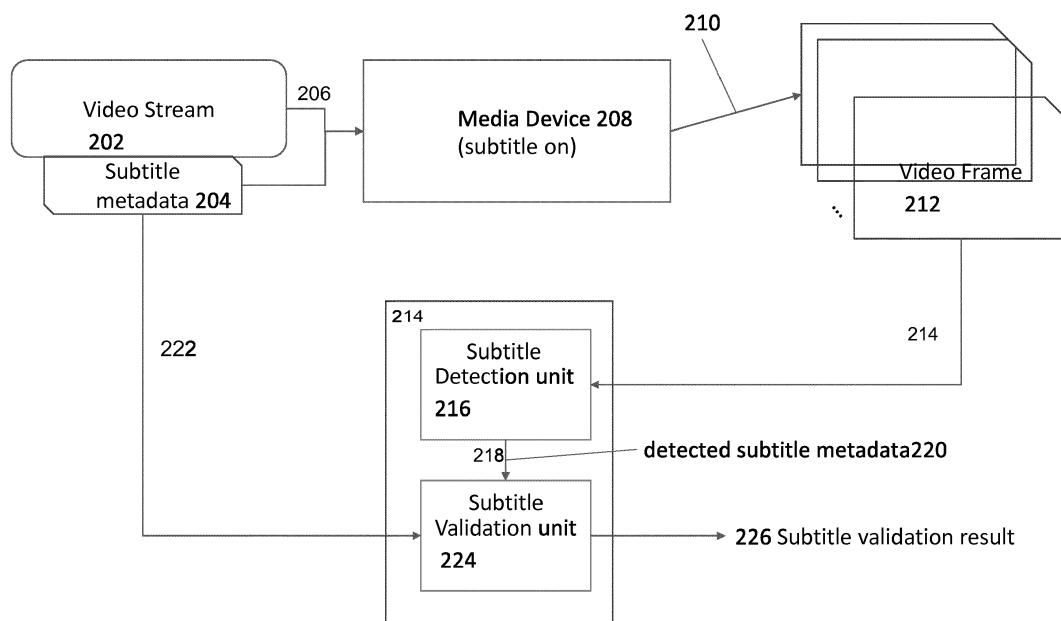 210
Video Stream
202
206
Subtitle
metadata 204
Media Device 208
(subtitle on)
Video Frame
212
...
222
214
214
Subtitle
Detection unit
216
218
detected subtitle metadata220
Subtitle
Validation unit
224
226 Subtitle validation result